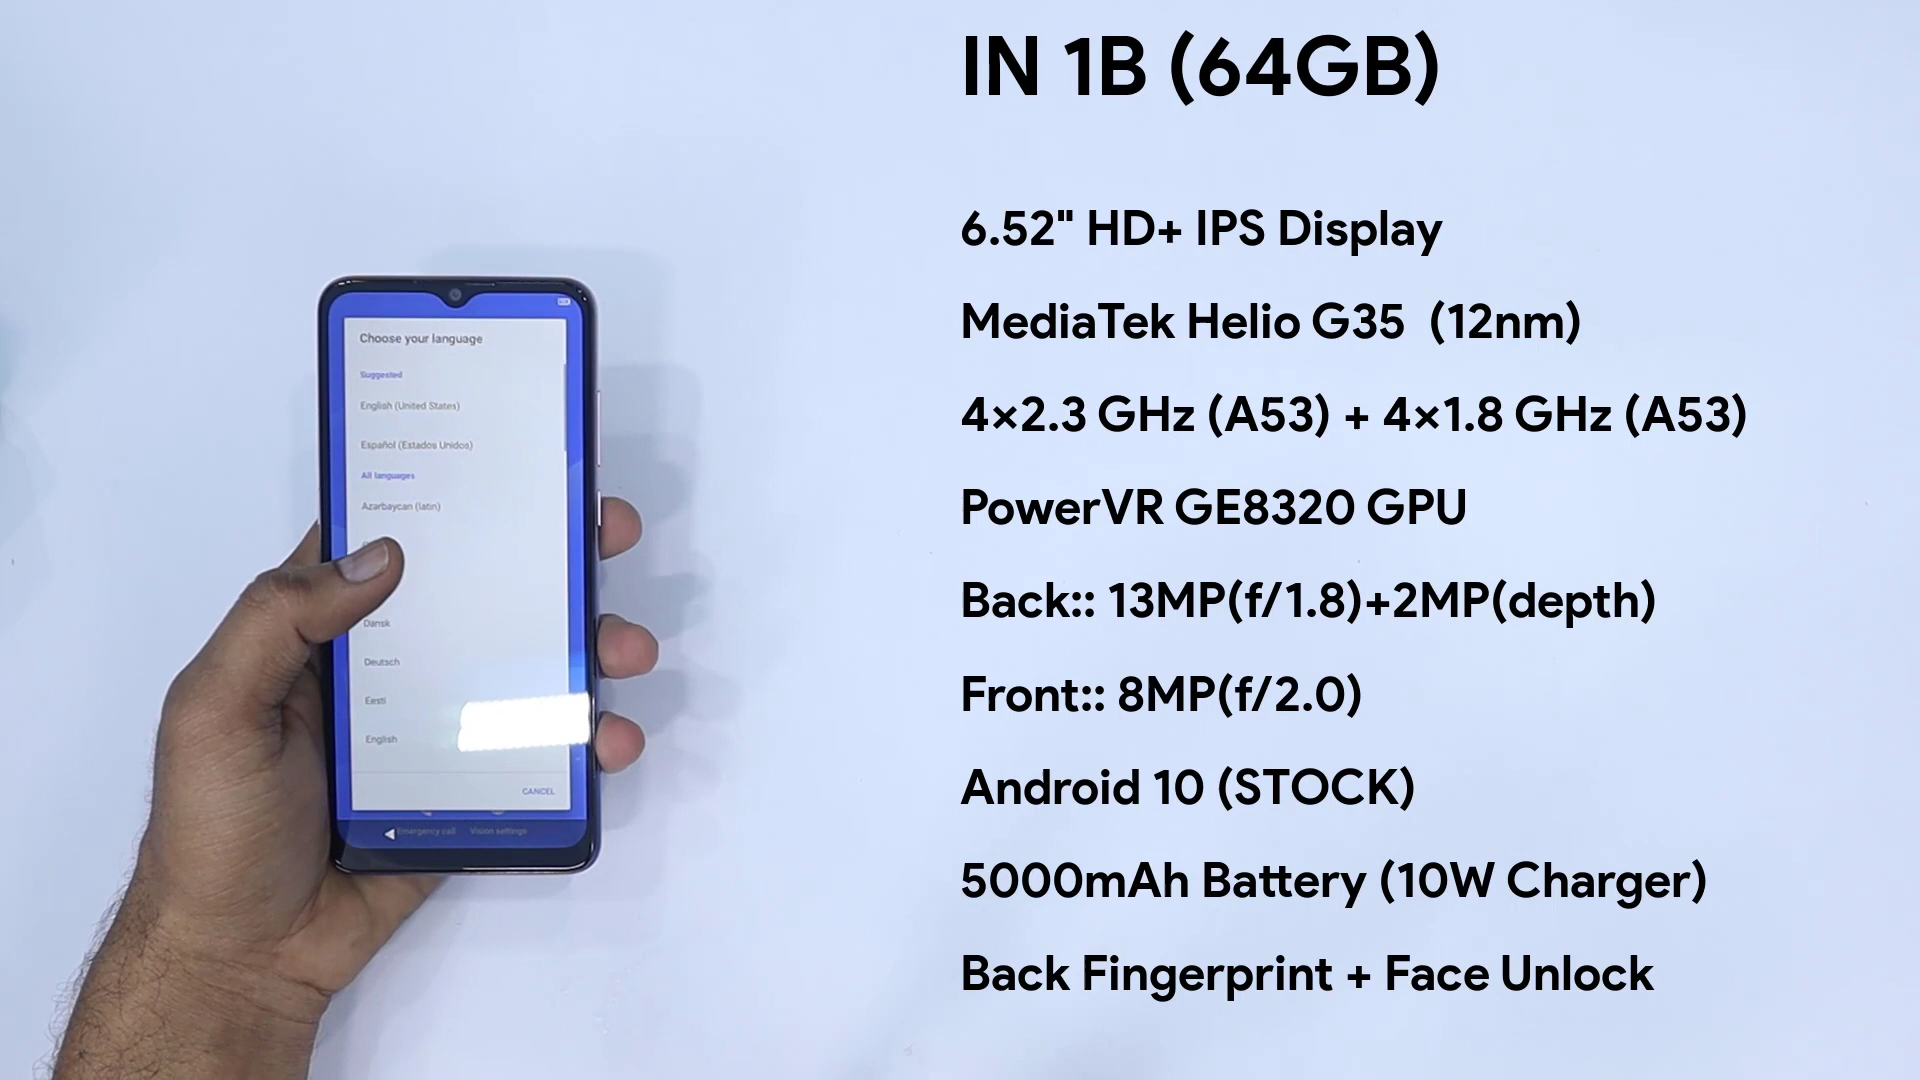 IN 1B (64GB)
6.52" HD+ IPS Display
MediaTek Helio G35 (12nm)
4×2.3 GHz (A53) + 4×1.8 GHz (A53)
PowerVR GE8320 GPU
Back:: 13MP(f/1.8)+2MP(depth)
Front:: 8MP(f/2.0)
Android 10 (STOCK)
5000mAh Battery (10W Charger)
Back Fingerprint + Face Unlock
Choose your language
Suggested
English (United States)
Español (Estados Unidos)
All languages
Azərbaycan (latin)
Dansk
Deutsch
Eesti
English
CANCEL
Emergency call Vision settings